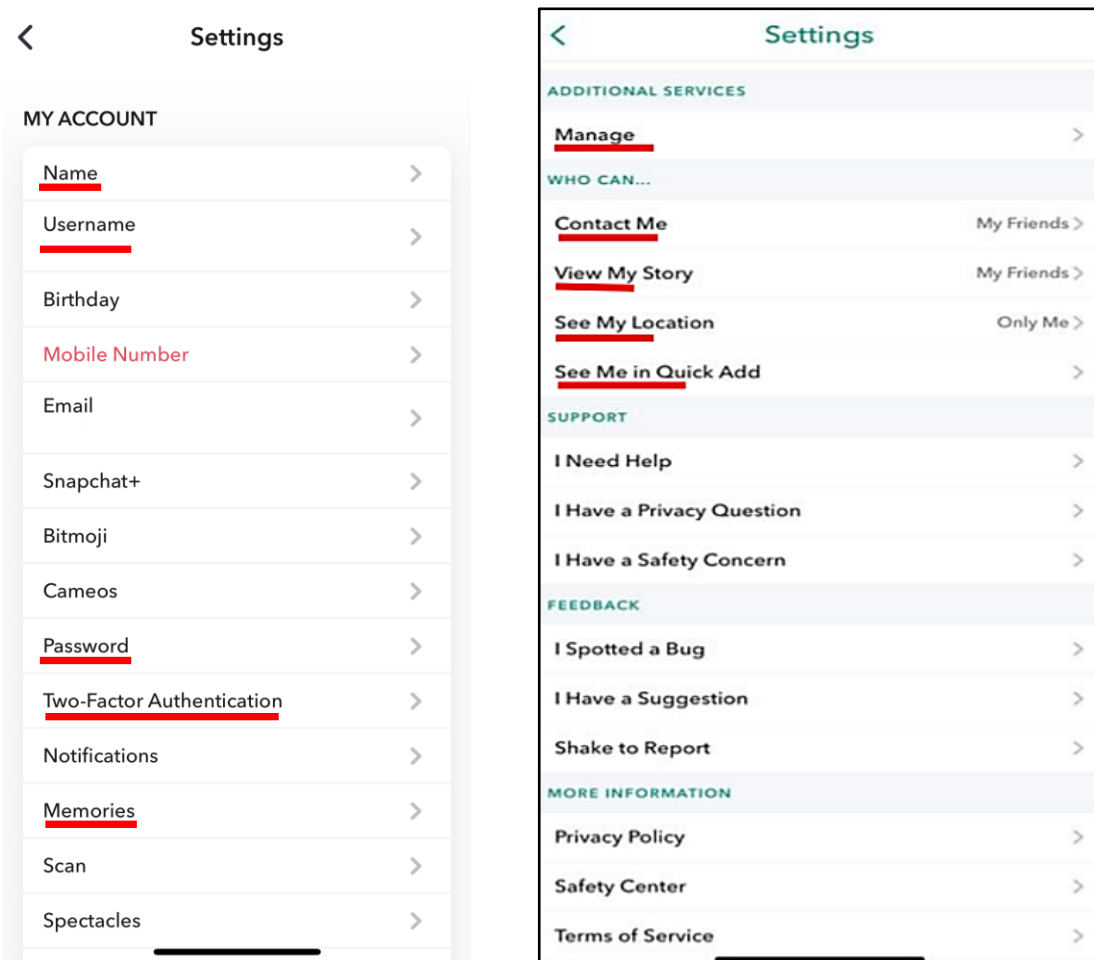 Settings
MY ACCOUNT
Name
Username
Birthday
Mobile Number
Email
Snapchat+
Bitmoji
Cameos
Password
Two-Factor Authentication
Notifications
Memories
Scan
Spectacles
Settings
ADDITIONAL SERVICES
Manage
WHO CAN...
Contact Me My Friends
View My Story My Friends
See My Location Only Me
See Me in Quick Add
SUPPORT
I Need Help
I Have a Privacy Question
I Have a Safety Concern
FEEDBACK
I Spotted a Bug
I Have a Suggestion
Shake to Report
MORE INFORMATION
Privacy Policy
Safety Center
Terms of Service